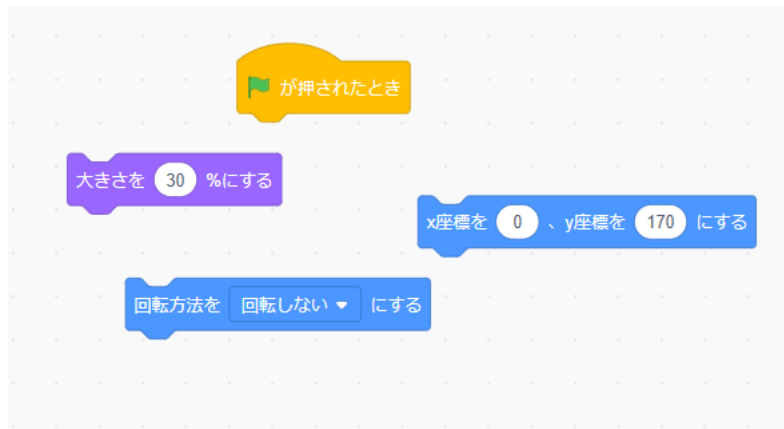 が押されたとき
大きさを 30 %にする
x座標を 0 、y座標を 170 にする
回転方法を 回転しない にする